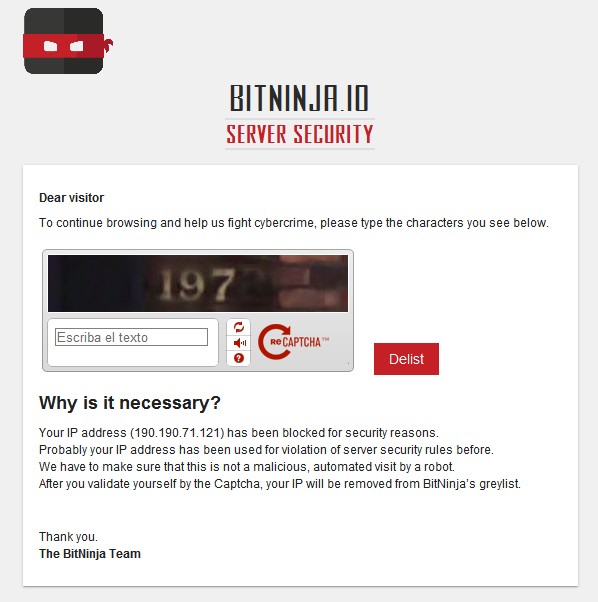 BITNINJA.IO
SERVER SECURITY
Dear visitor
To continue browsing and help us fight cybercrime, please type the characters you see below.
197
Escriba el texto
ReCAPTCHA™
Delist
Why is it necessary?
Your IP address (190.190.71.121) has been blocked for security reasons.
Probably your IP address has been used for violation of server security rules before.
We have to make sure that this is not a malicious, automated visit by a robot.
After you validate yourself by the Captcha, your IP will be removed from BitNinja's greylist.
Thank you.
The BitNinja Team